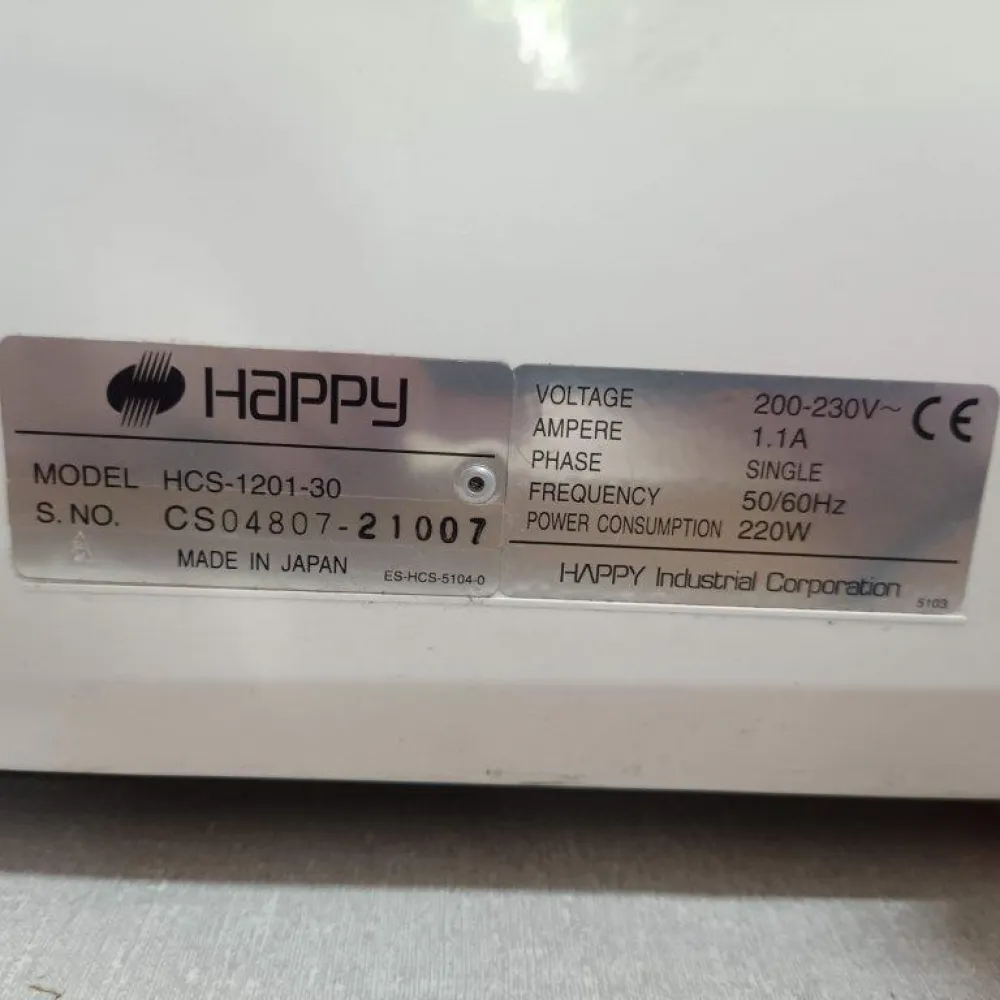 Happy
MODEL HCS-1201-30
S. NO. CS04807-21007
MADE IN JAPAN
ES-HCS-5104-0
VOLTAGE 200-230V~
CE
AMPERE 1.1A
PHASE SINGLE
FREQUENCY 50/60Hz
POWER CONSUMPTION 220W
HAPPY Industrial Corporation
5103